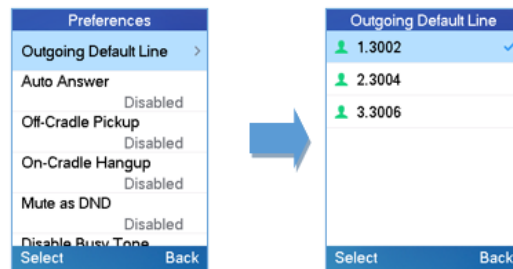 Preferences
Outgoing Default Line
Auto Answer
Disabled
Off-Cradle Pickup
Disabled
On-Cradle Hangup
Disabled
Mute as DND
Disabled
Disable Busy Tone
Select Back
Outgoing Default Line
1.3002
2.3004
3.3006
Select Back